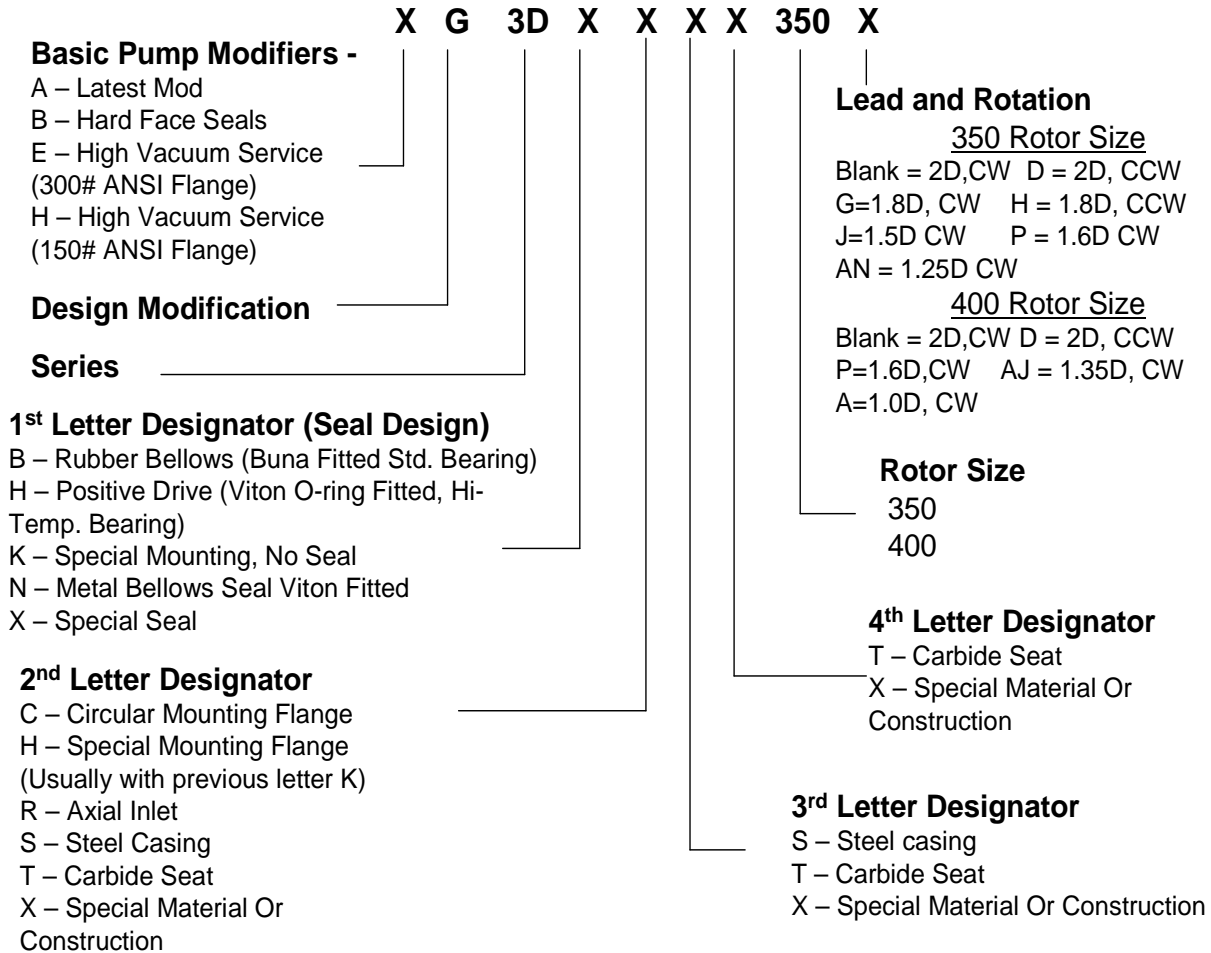 X G 3D X X X X 350 X
Basic Pump Modifiers -
A – Latest Mod
B – Hard Face Seals
E – High Vacuum Service
(300# ANSI Flange)
H – High Vacuum Service
(150# ANSI Flange)
Design Modification
Series
1st Letter Designator (Seal Design)
B – Rubber Bellows (Buna Fitted Std. Bearing)
H – Positive Drive (Viton O-ring Fitted, Hi-
Temp. Bearing)
K – Special Mounting, No Seal
N – Metal Bellows Seal Viton Fitted
X – Special Seal
2nd Letter Designator
C – Circular Mounting Flange
H – Special Mounting Flange
(Usually with previous letter K)
R – Axial Inlet
S – Steel Casing
T – Carbide Seat
X – Special Material Or
Construction
Lead and Rotation
350 Rotor Size
Blank = 2D,CW D = 2D, CCW
G=1.8D, CW H = 1.8D, CCW
J=1.5D CW P = 1.6D CW
AN = 1.25D CW
400 Rotor Size
Blank = 2D,CW D = 2D, CCW
P=1.6D,CW AJ = 1.35D, CW
A=1.0D, CW
Rotor Size
350
400
4th Letter Designator
T – Carbide Seat
X – Special Material Or
Construction
3rd Letter Designator
S – Steel casing
T – Carbide Seat
X – Special Material Or Construction